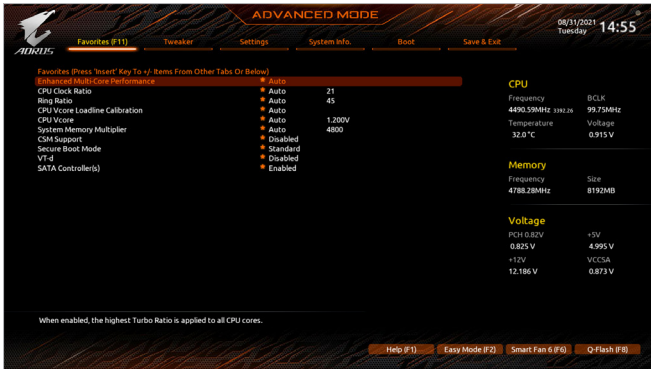 ADVANCED MODE
08/31/2021 Tuesday 14:55
AORUS
Favorites (F11) Tweaker Settings System Info. Boot Save & Exit
Favorites (Press 'Insert' Key To +/- Items From Other Tabs Or Below)
Enhanced Multi-Core Performance Auto
CPU Clock Ratio Auto 21
Ring Ratio Auto 45
CPU Vcore Loadline Calibration Auto
CPU Vcore Auto 1.200V
System Memory Multiplier Auto 4800
CSM Support Disabled
Secure Boot Mode Standard
VT-d Disabled
SATA Controller(s) Enabled
CPU
Frequency BCLK
4490.59MHz 3392.26 99.75MHz
Temperature Voltage
32.0 °C 0.915 V
Memory
Frequency Size
4788.28MHz 8192MB
Voltage
PCH 0.82V +5V
0.825 V 4.995 V
+12V VCCSA
12.186 V 0.873 V
When enabled, the highest Turbo Ratio is applied to all CPU cores.
Help (F1) Easy Mode (F2) Smart Fan 6 (F6) Q-Flash (F8)